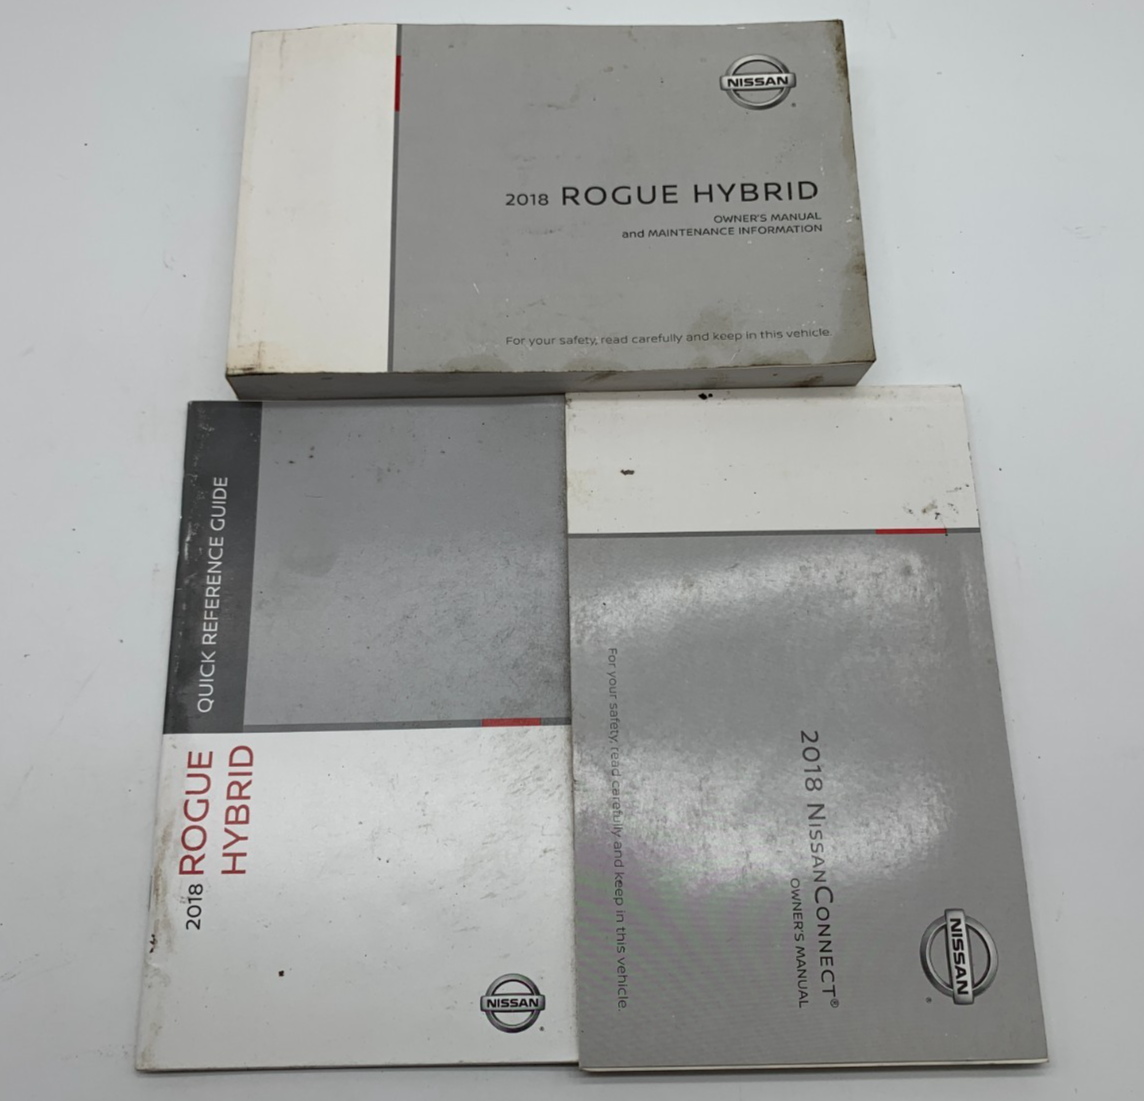 NISSAN
2018 ROGUE HYBRID
OWNER'S MANUAL
and MAINTENANCE INFORMATION
For your safety, read carefully and keep in this vehicle.
QUICK REFERENCE GUIDE
2018 ROGUE
HYBRID
NISSAN
2018 NISSANCONNECT®
OWNER'S MANUAL
For your safety, read carefully and keep in this vehicle.
NISSAN